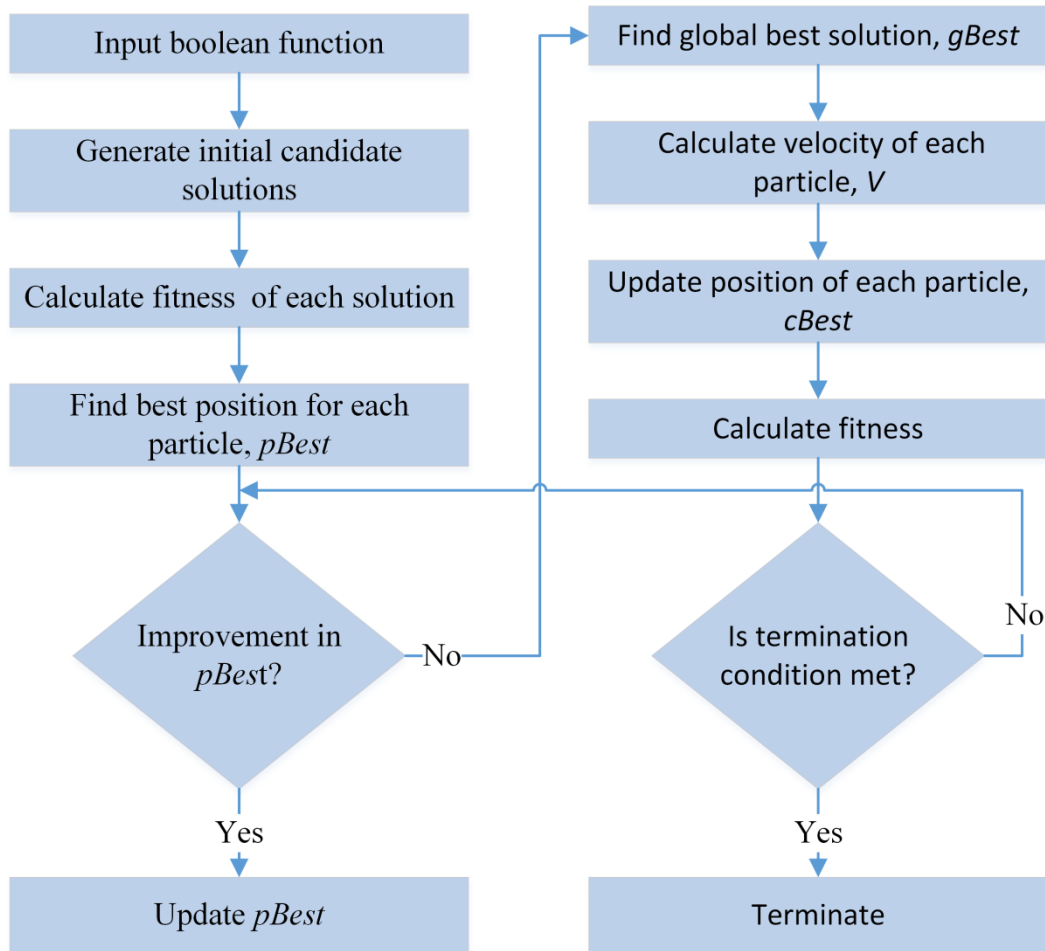 Input boolean function
Generate initial candidate
solutions
Calculate fitness of each solution
Find best position for each
particle, pBest
Improvement in
pBest?
No
Yes
Update pBest
Find global best solution, gBest
Calculate velocity of each
particle, V
Update position of each particle,
cBest
Calculate fitness
Is termination
condition met?
No
Yes
Terminate